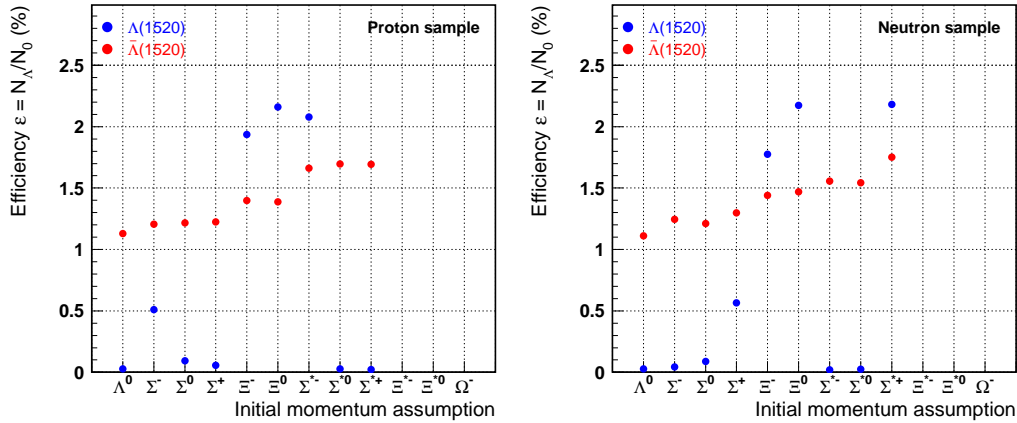 Efficiency ε = N_Λ/N_0 (%)
Λ(1520)
Λ̄(1520)
Proton sample
2.5
2
1.5
1
0.5
0
Λ⁰ Σ⁻ Σ⁰ Σ⁺ Ξ⁻ Ξ⁰ Σ*⁻ Σ*⁰ Σ*⁺ Ξ*⁻ Ξ*⁰ Ω⁻
Initial momentum assumption
Efficiency ε = N_Λ/N_0 (%)
Λ(1520)
Λ̄(1520)
Neutron sample
2.5
2
1.5
1
0.5
0
Λ⁰ Σ⁻ Σ⁰ Σ⁺ Ξ⁻ Ξ⁰ Σ*⁻ Σ*⁰ Σ*⁺ Ξ*⁻ Ξ*⁰ Ω⁻
Initial momentum assumption